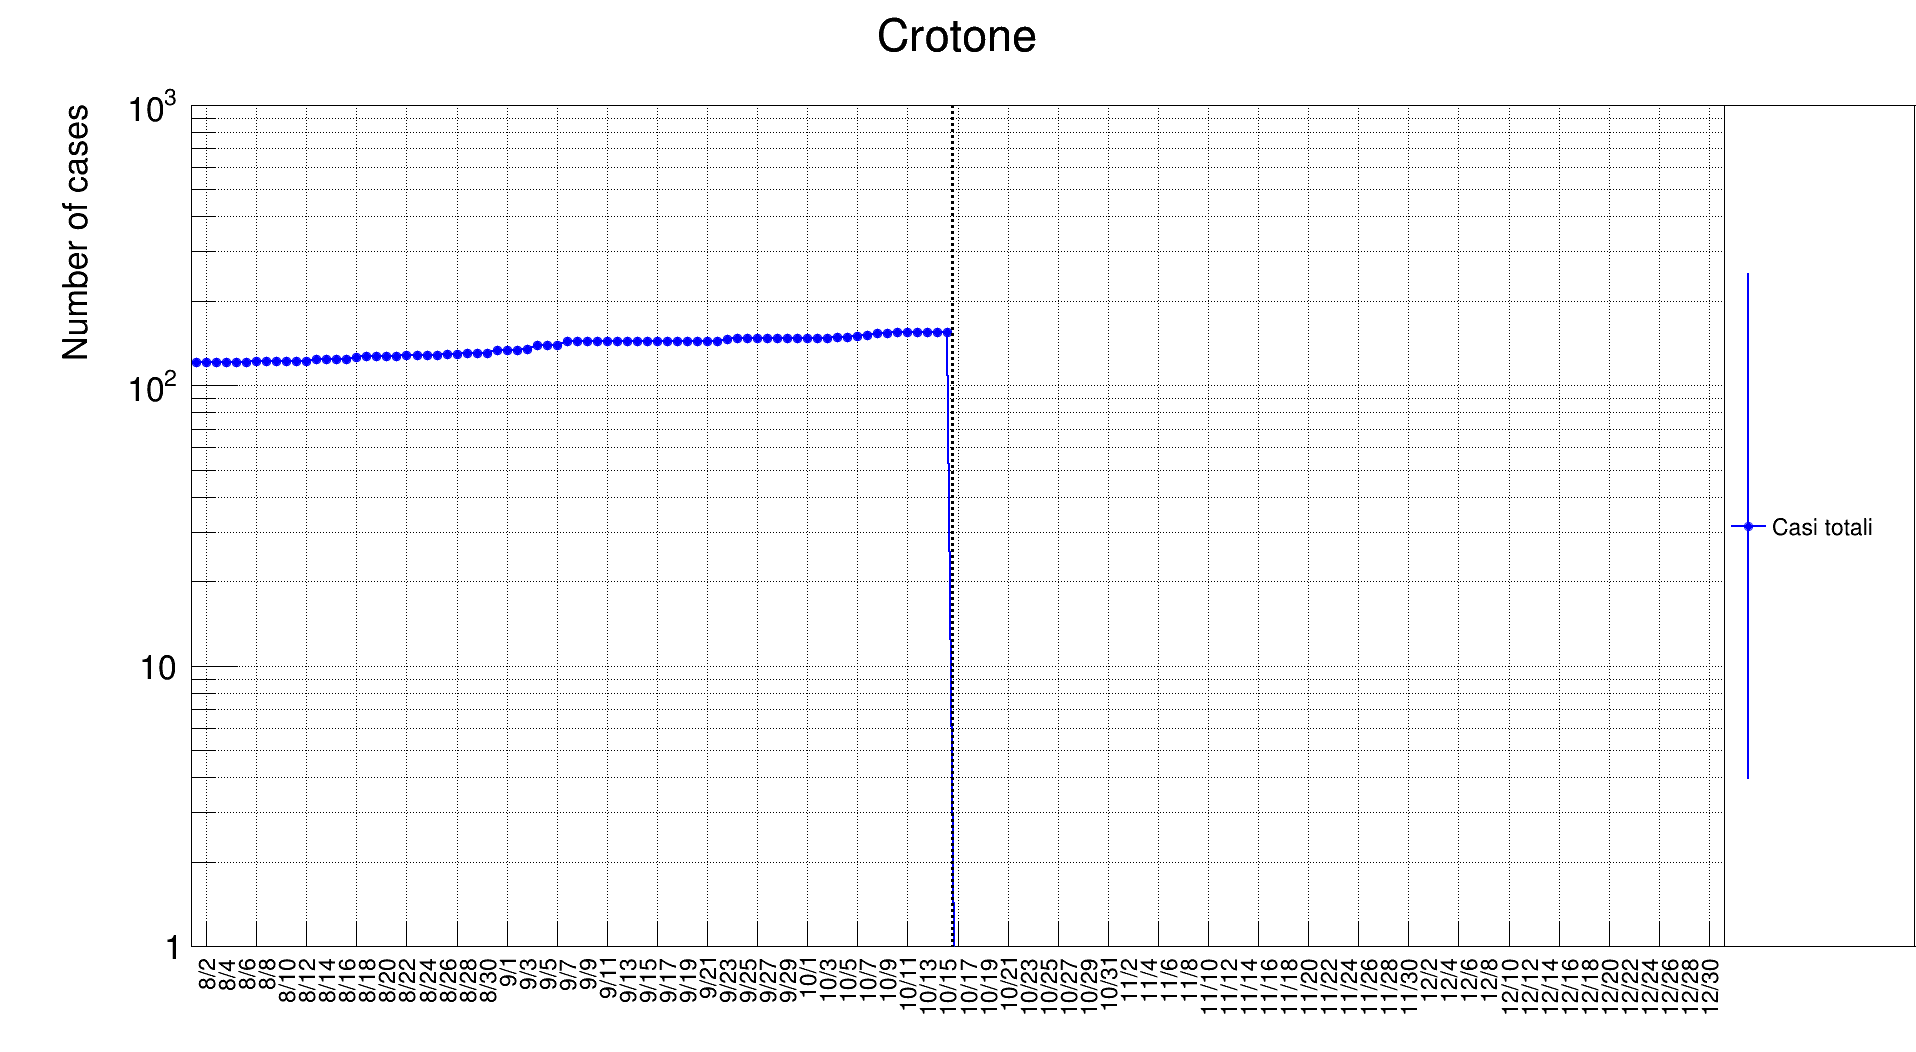 Crotone
Number of cases
10³
10²
10
1
8/2 8/4 8/6 8/8 8/10 8/12 8/14 8/16 8/18 8/20 8/22 8/24 8/26 8/28 8/30 9/1 9/3 9/5 9/7 9/9 9/11 9/13 9/15 9/17 9/19 9/21 9/23 9/25 9/27 9/29 10/1 10/3 10/5 10/7 10/9 10/11 10/13 10/15 10/17 10/19 10/21 10/23 10/25 10/27 10/29 10/31 11/2 11/4 11/6 11/8 11/10 11/12 11/14 11/16 11/18 11/20 11/22 11/24 11/26 11/28 11/30 12/2 12/4 12/6 12/8 12/10 12/12 12/14 12/16 12/18 12/20 12/22 12/24 12/26 12/28 12/30
Casi totali